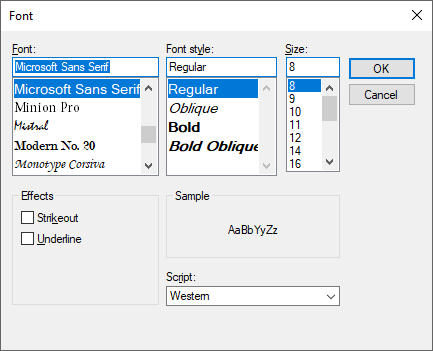 Font
Font:
Font style:
Size:
Microsoft Sans Serif
Regular
8
OK
Microsoft Sans Serif
Minion Pro
Mistral
Modern No. 20
Monotype Corsiva
Regular
Oblique
Bold
Bold Oblique
8
9
10
11
12
14
16
Cancel
Effects
Strikeout
Underline
Sample
AaBbYyZz
Script:
Western